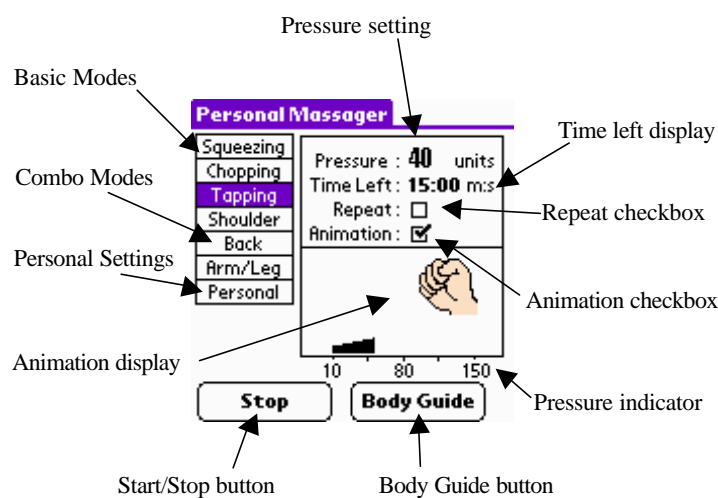 Pressure setting
Basic Modes
Personal Massager
Time left display
Squeezing
Chopping
Tapping
Shoulder
Back
Arm/Leg
Personal
Pressure : 40 units
Time Left : 15:00 m:s
Repeat :
Animation :
Combo Modes
Repeat checkbox
Personal Settings
Animation checkbox
Animation display
10 80 150
Pressure indicator
Stop
Body Guide
Start/Stop button
Body Guide button